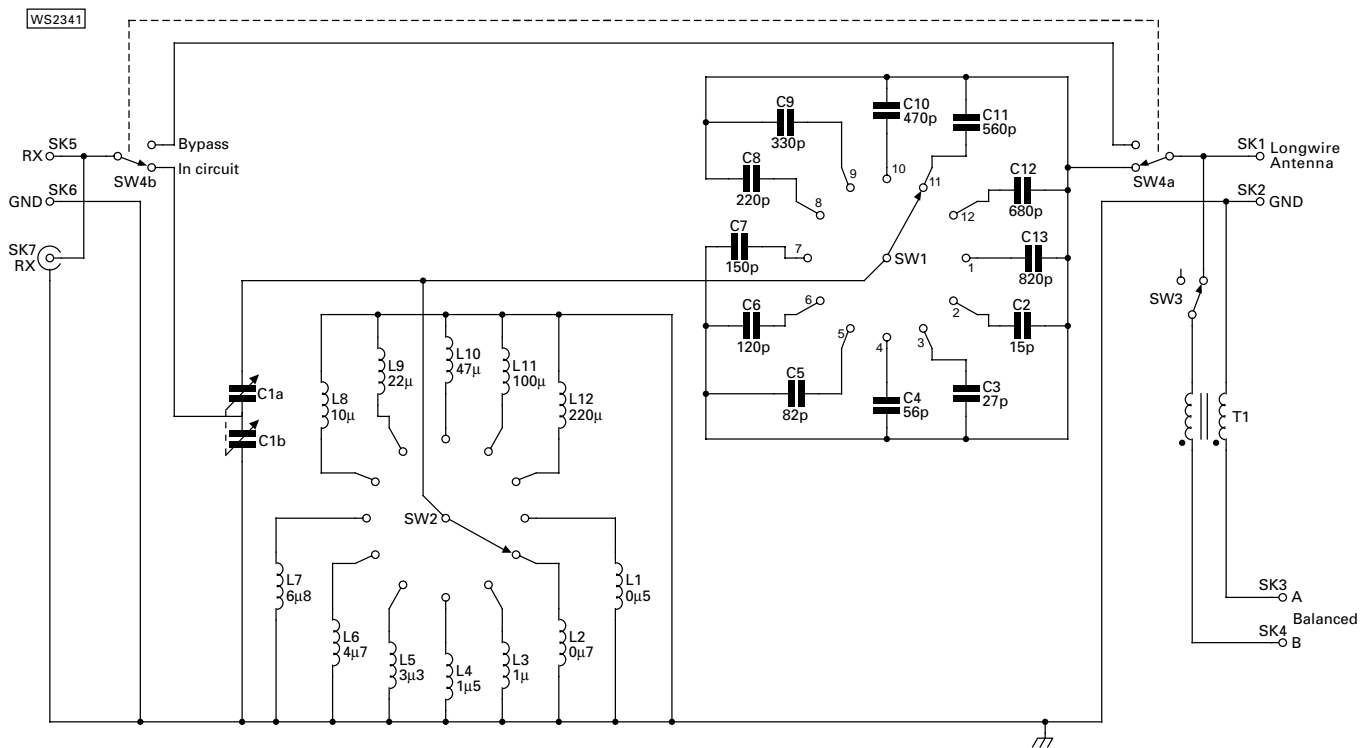 WS2341
SK5
RX
Bypass
In circuit
SW4b
SK6
GND
SK7
RX
C9
330p
C10
470p
C11
560p
C8
220p
C12
680p
C7
150p
C13
820p
C6
120p
C2
15p
C5
82p
C4
56p
C3
27p
9
10
11
8
12
7
SW1
1
6
2
5
4
3
SW4a
SK1
Longwire
Antenna
SK2
GND
SW3
T1
SK3
A
Balanced
SK4
B
C1a
C1b
L8
10µ
L9
22µ
L10
47µ
L11
100µ
L12
220µ
SW2
L7
6µ8
L6
4µ7
L5
3µ3
L4
1µ5
L3
1µ
L2
0µ7
L1
0µ5